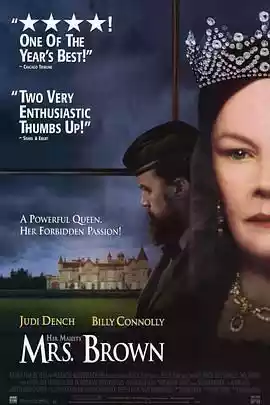 "★★★★!
ONE OF THE
YEAR'S BEST!"
– CHICAGO TRIBUNE
"TWO VERY
ENTHUSIASTIC
THUMBS UP!"
– SISKEL & EBERT
A POWERFUL QUEEN.
HER FORBIDDEN PASSION!
JUDI DENCH BILLY CONNOLLY
HER MAJESTY
MRS. BROWN